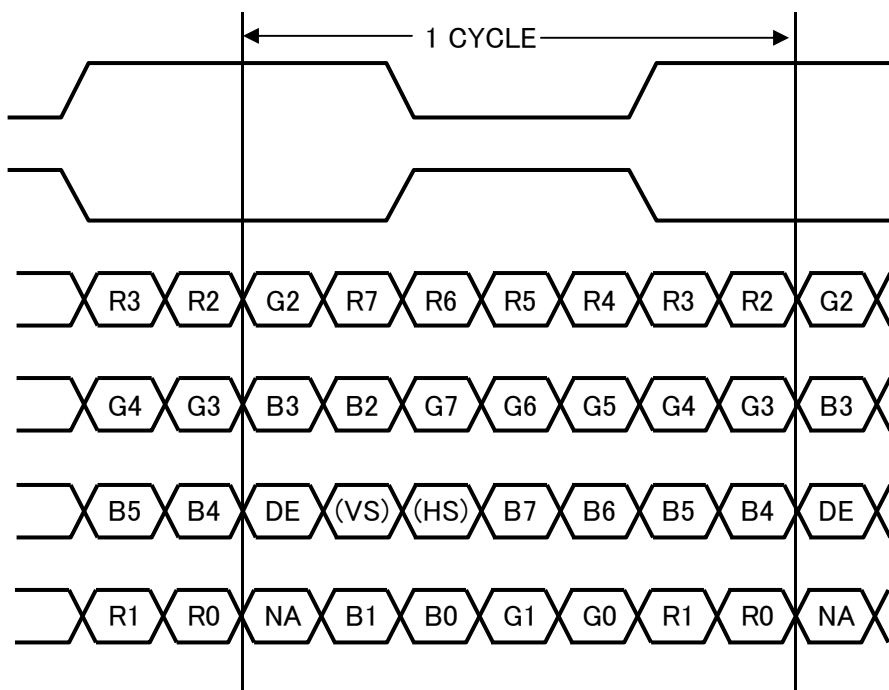 1 CYCLE
R3 R2 G2 R7 R6 R5 R4 R3 R2 G2
G4 G3 B3 B2 G7 G6 G5 G4 G3 B3
B5 B4 DE (VS) (HS) B7 B6 B5 B4 DE
R1 R0 NA B1 B0 G1 G0 R1 R0 NA